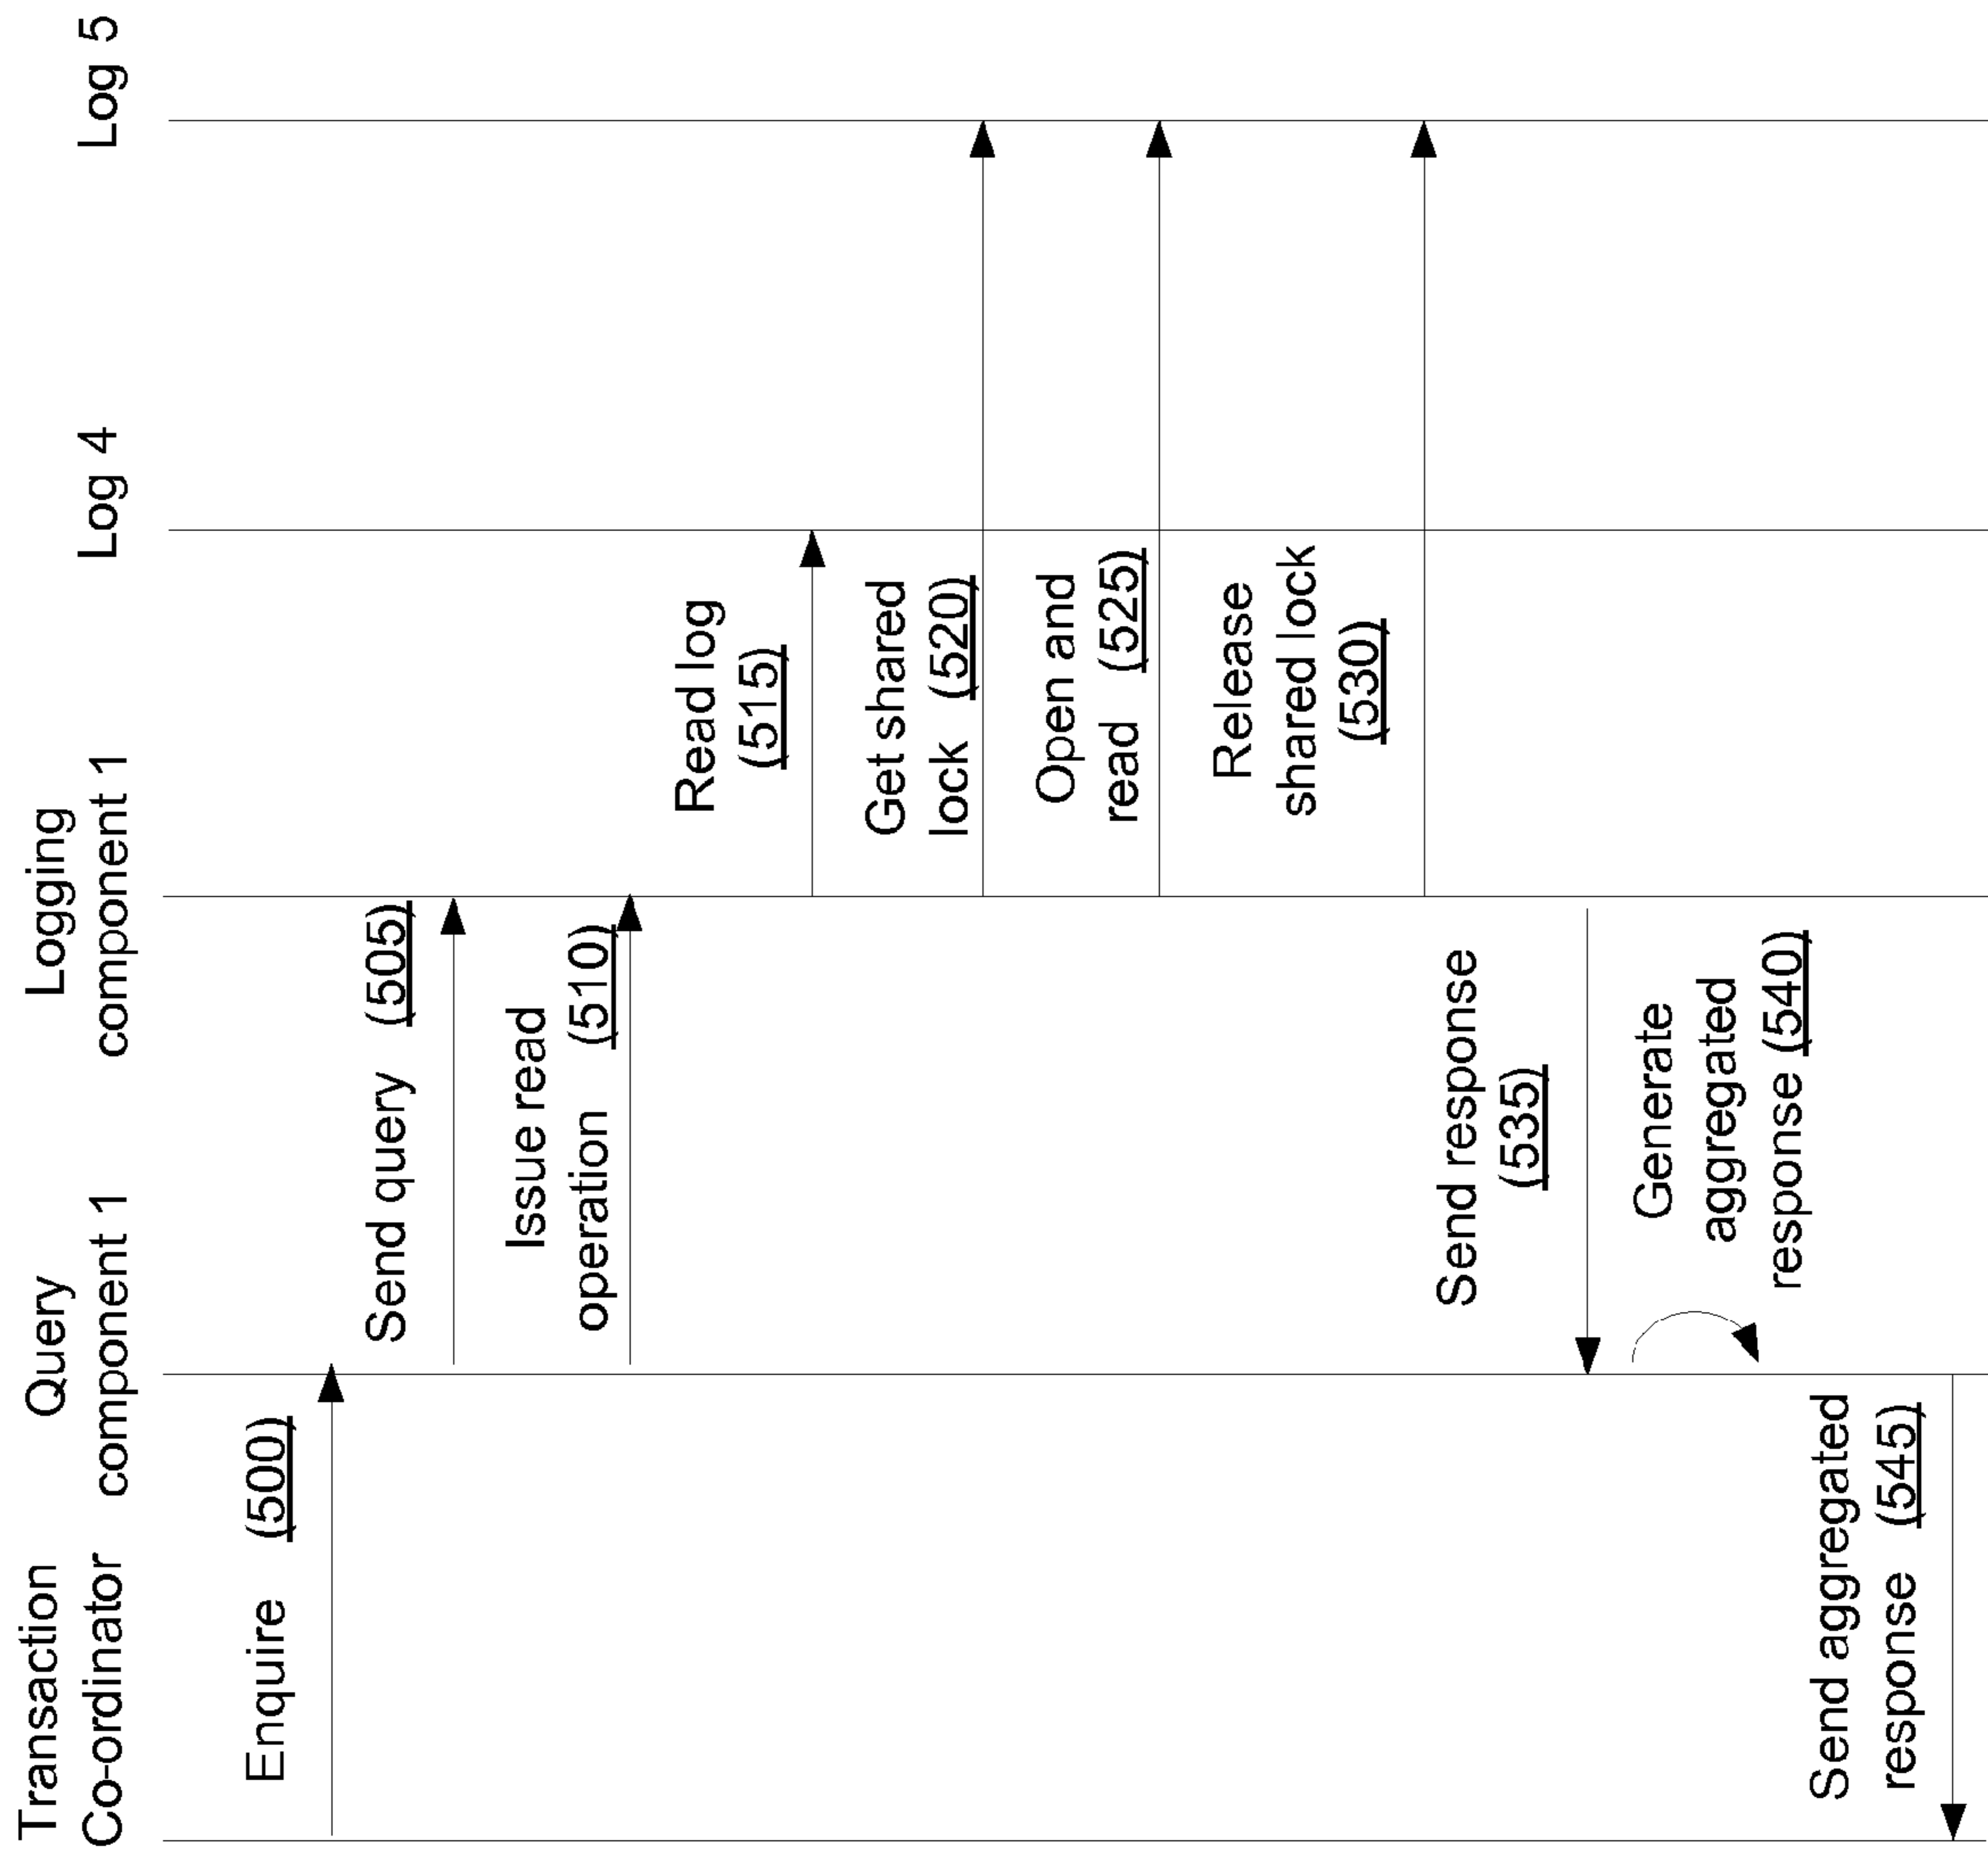 Transaction
Co-ordinator
Query
component 1
Logging
component 1
Log 4
Log 5
Enquire (500)
Send query (505)
Issue read
operation (510)
Read log
(515)
Get shared
lock (520)
Open and
read (525)
Release
shared lock
(530)
Send response
(535)
Generate
aggregated
response (540)
Send aggregated
response (545)